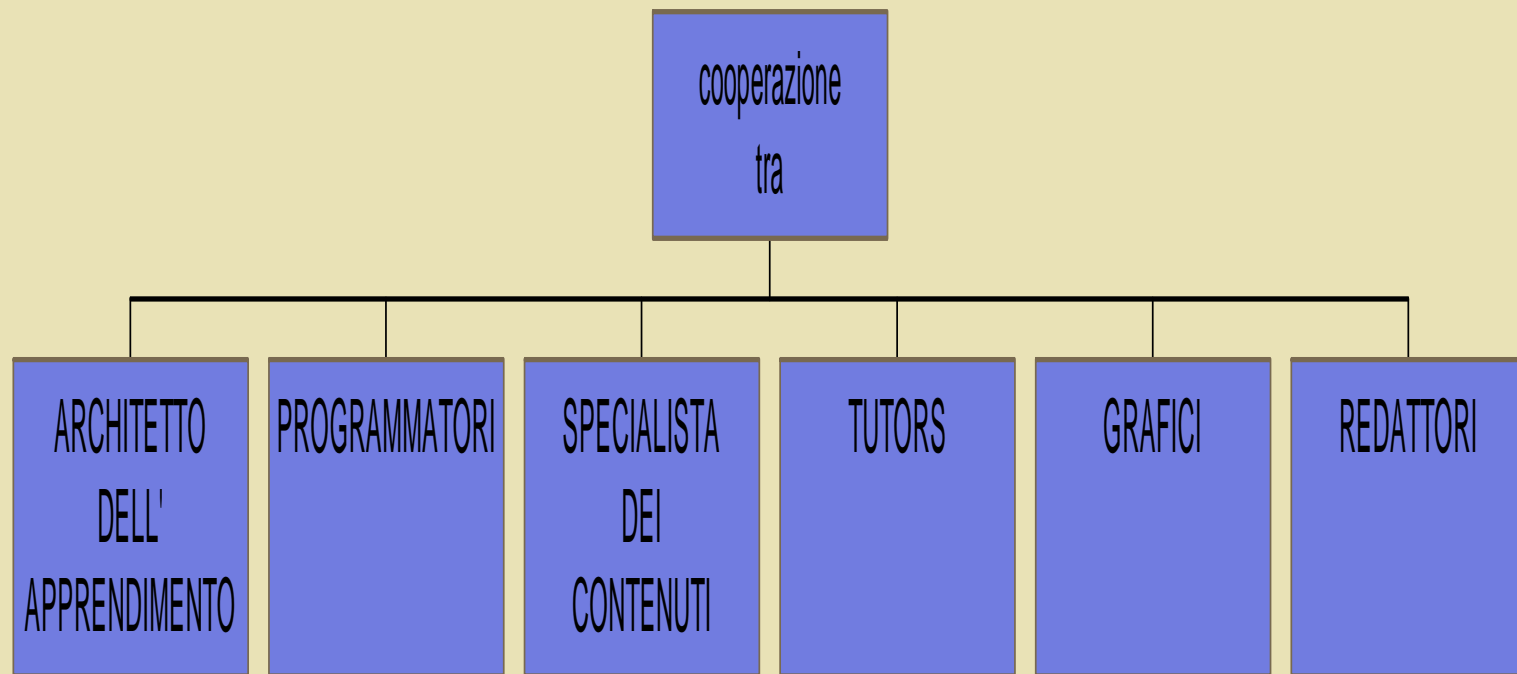 cooperazione
tra
ARCHITETTO
DELL'
APPRENDIMENTO
PROGRAMMATORI
SPECIALISTA
DEI
CONTENUTI
TUTORS
GRAFICI
REDATTORI